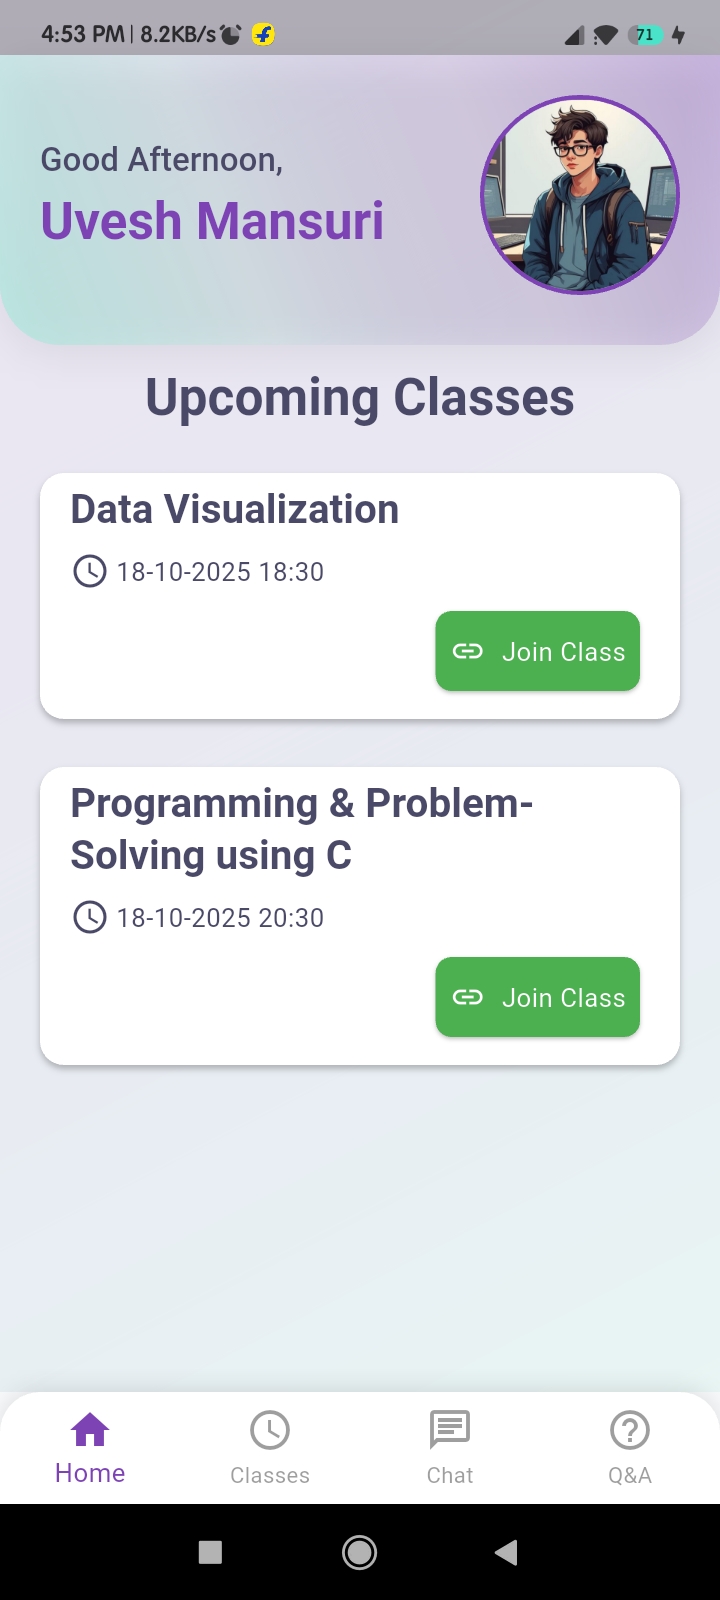 4:53 PM | 8.2KB/s
71
Good Afternoon,
Uvesh Mansuri
Upcoming Classes
Data Visualization
18-10-2025 18:30
Join Class
Programming & Problem-
Solving using C
18-10-2025 20:30
Join Class
Home
Classes
Chat
Q&A